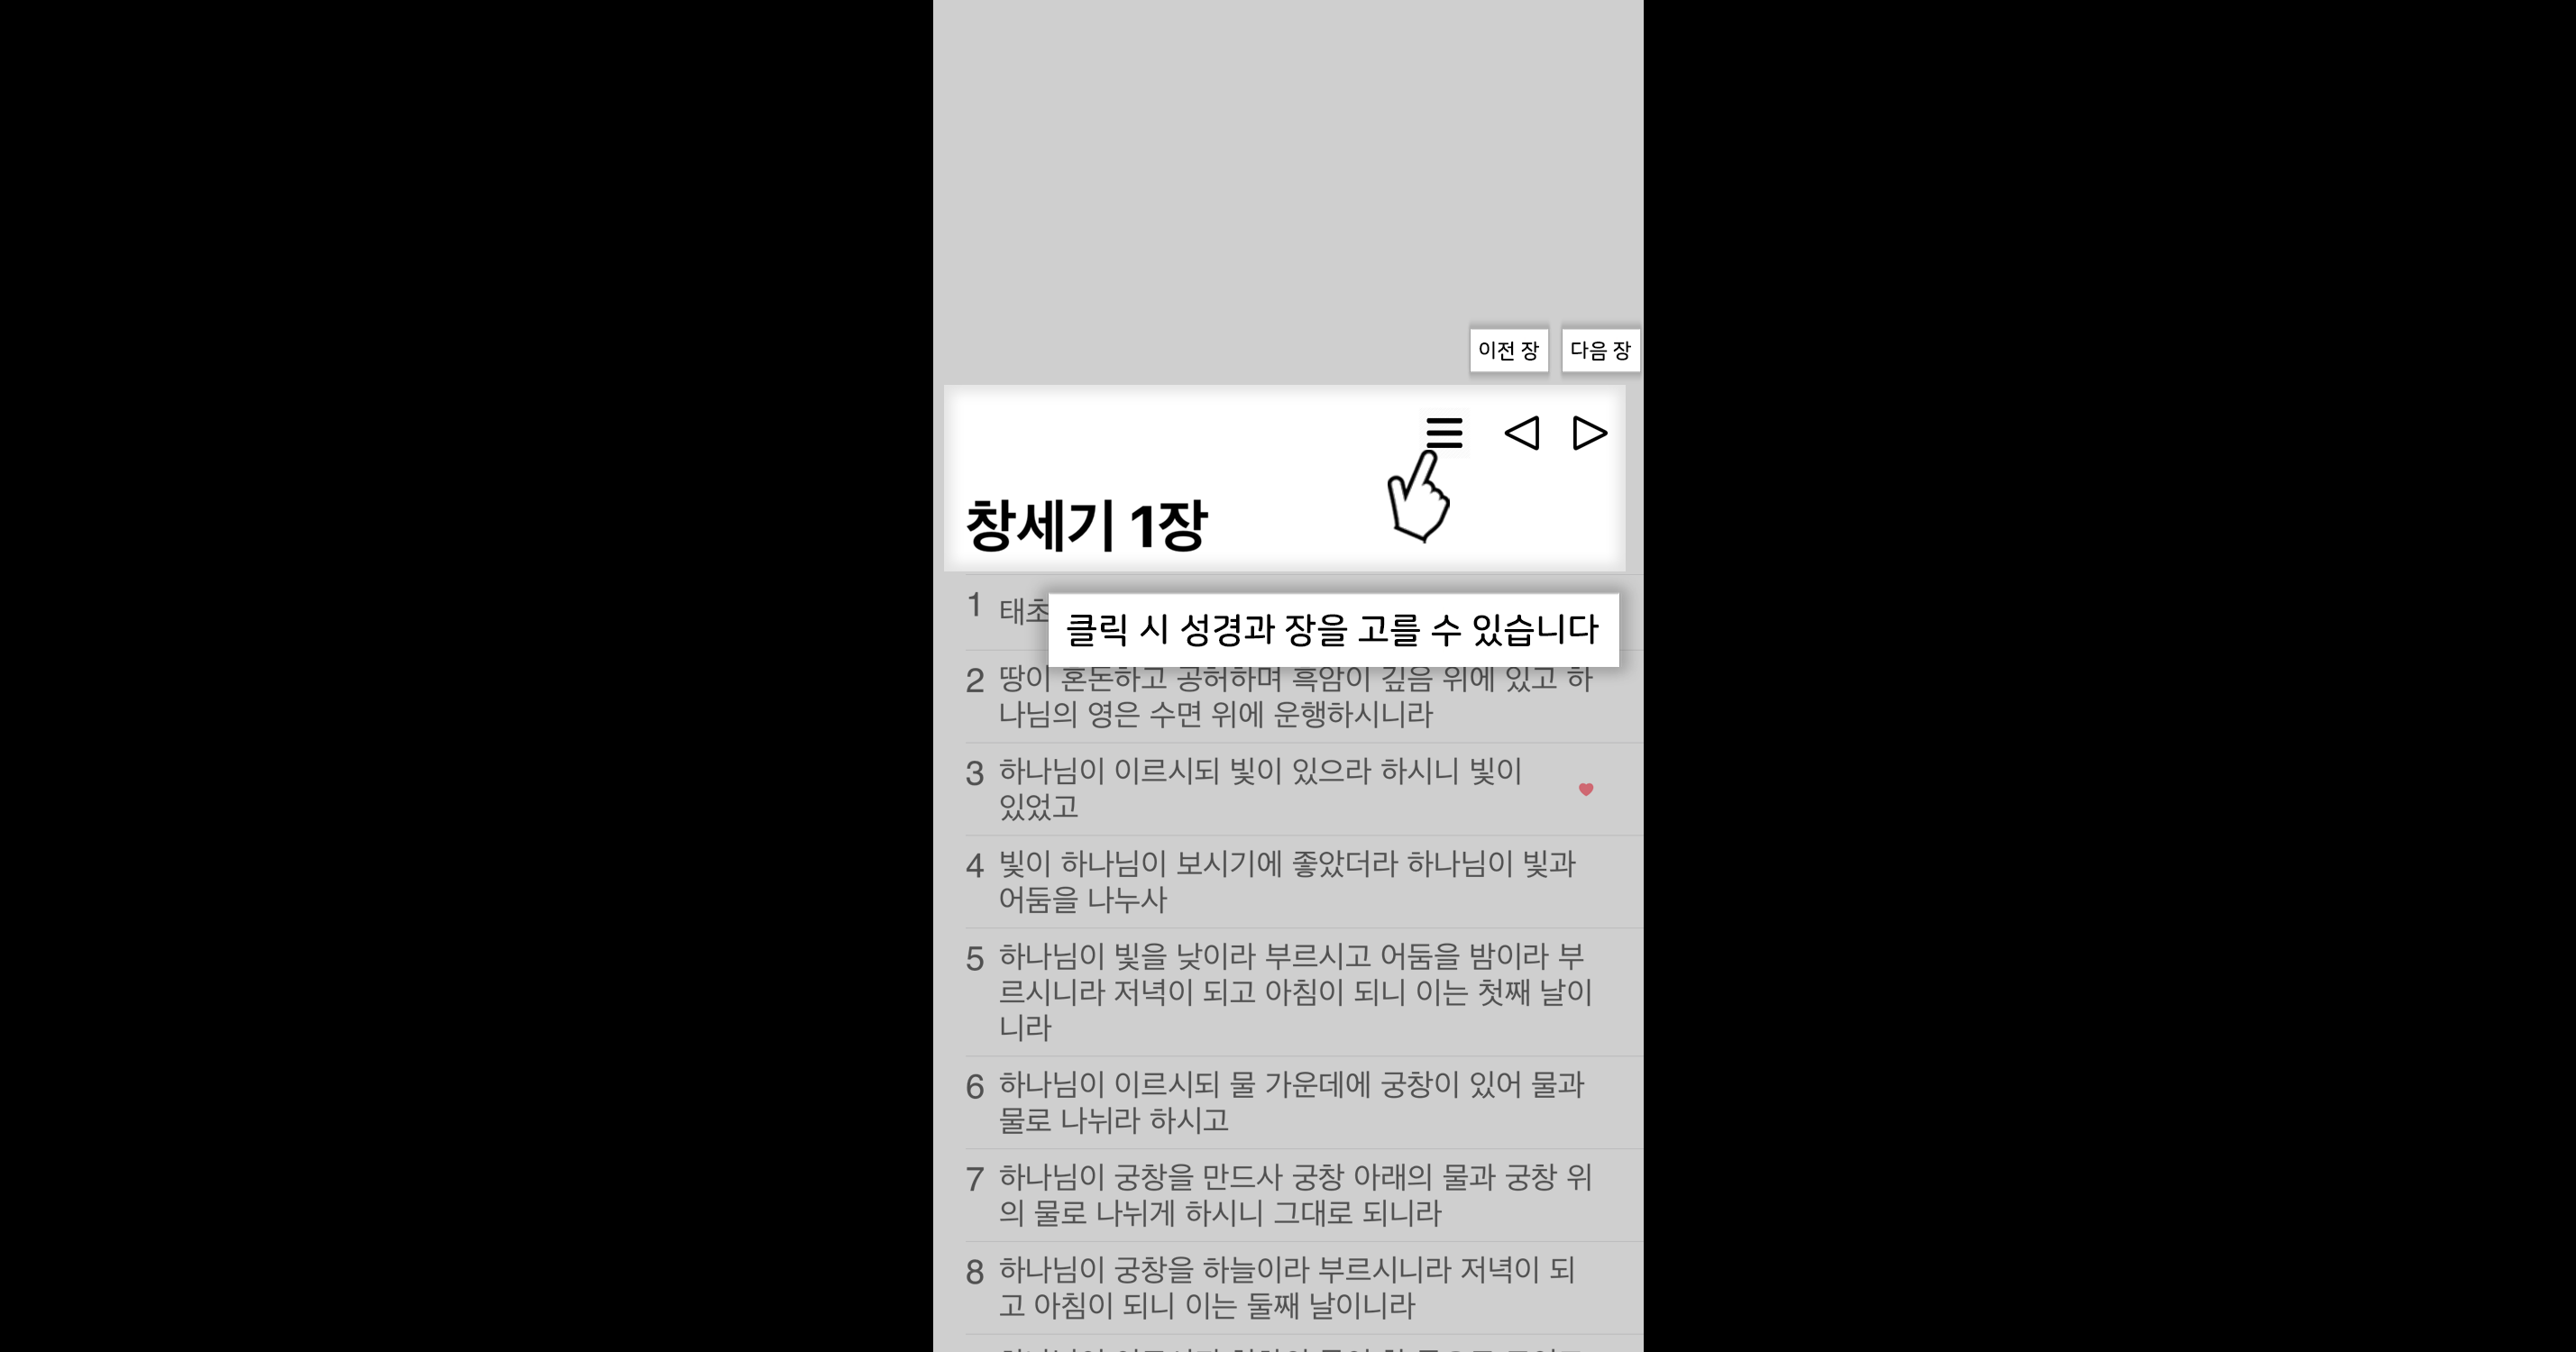 이전 장 다음 장
창세기 1장
1
클릭 시 성경과 장을 고를 수 있습니다
2 땅이 혼돈하고 공허하며 흑암이 깊음 위에 있고 하
나님의 영은 수면 위에 운행하시니라
3 하나님이 이르시되 빛이 있으라 하시니 빛이
있었고
4 빛이 하나님이 보시기에 좋았더라 하나님이 빛과
어둠을 나누사
5 하나님이 빛을 낮이라 부르시고 어둠을 밤이라 부
르시니라 저녁이 되고 아침이 되니 이는 첫째 날이
니라
6 하나님이 이르시되 물 가운데에 궁창이 있어 물과
물로 나뉘라 하시고
7 하나님이 궁창을 만드사 궁창 아래의 물과 궁창 위
의 물로 나뉘게 하시니 그대로 되니라
8 하나님이 궁창을 하늘이라 부르시니라 저녁이 되
고 아침이 되니 이는 둘째 날이니라